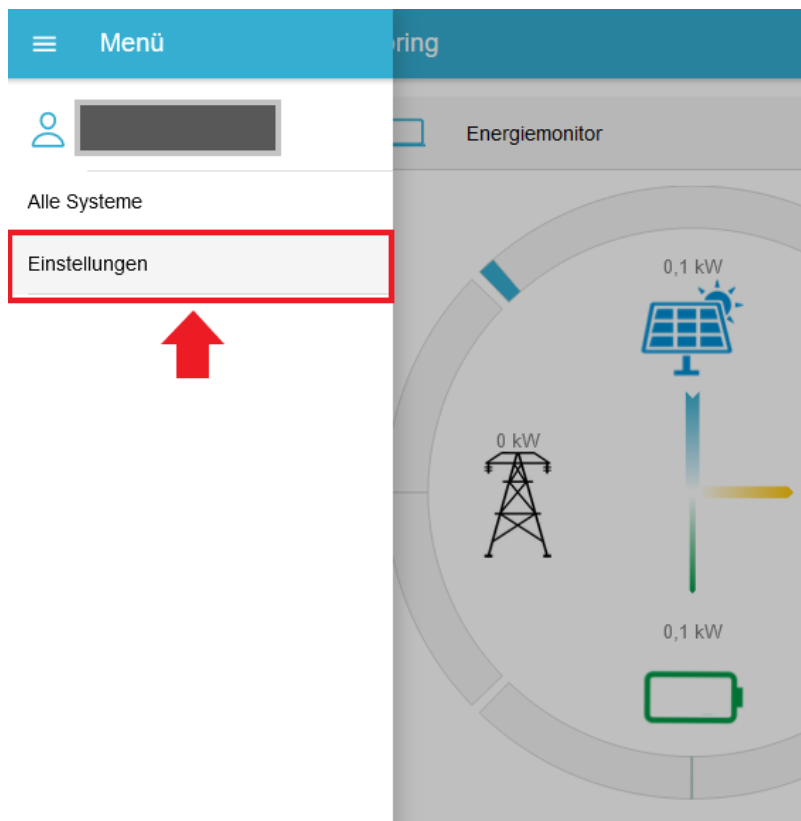 Menü
oring
Energiemonitor
Alle Systeme
Einstellungen
0,1 kW
0 kW
0,1 kW